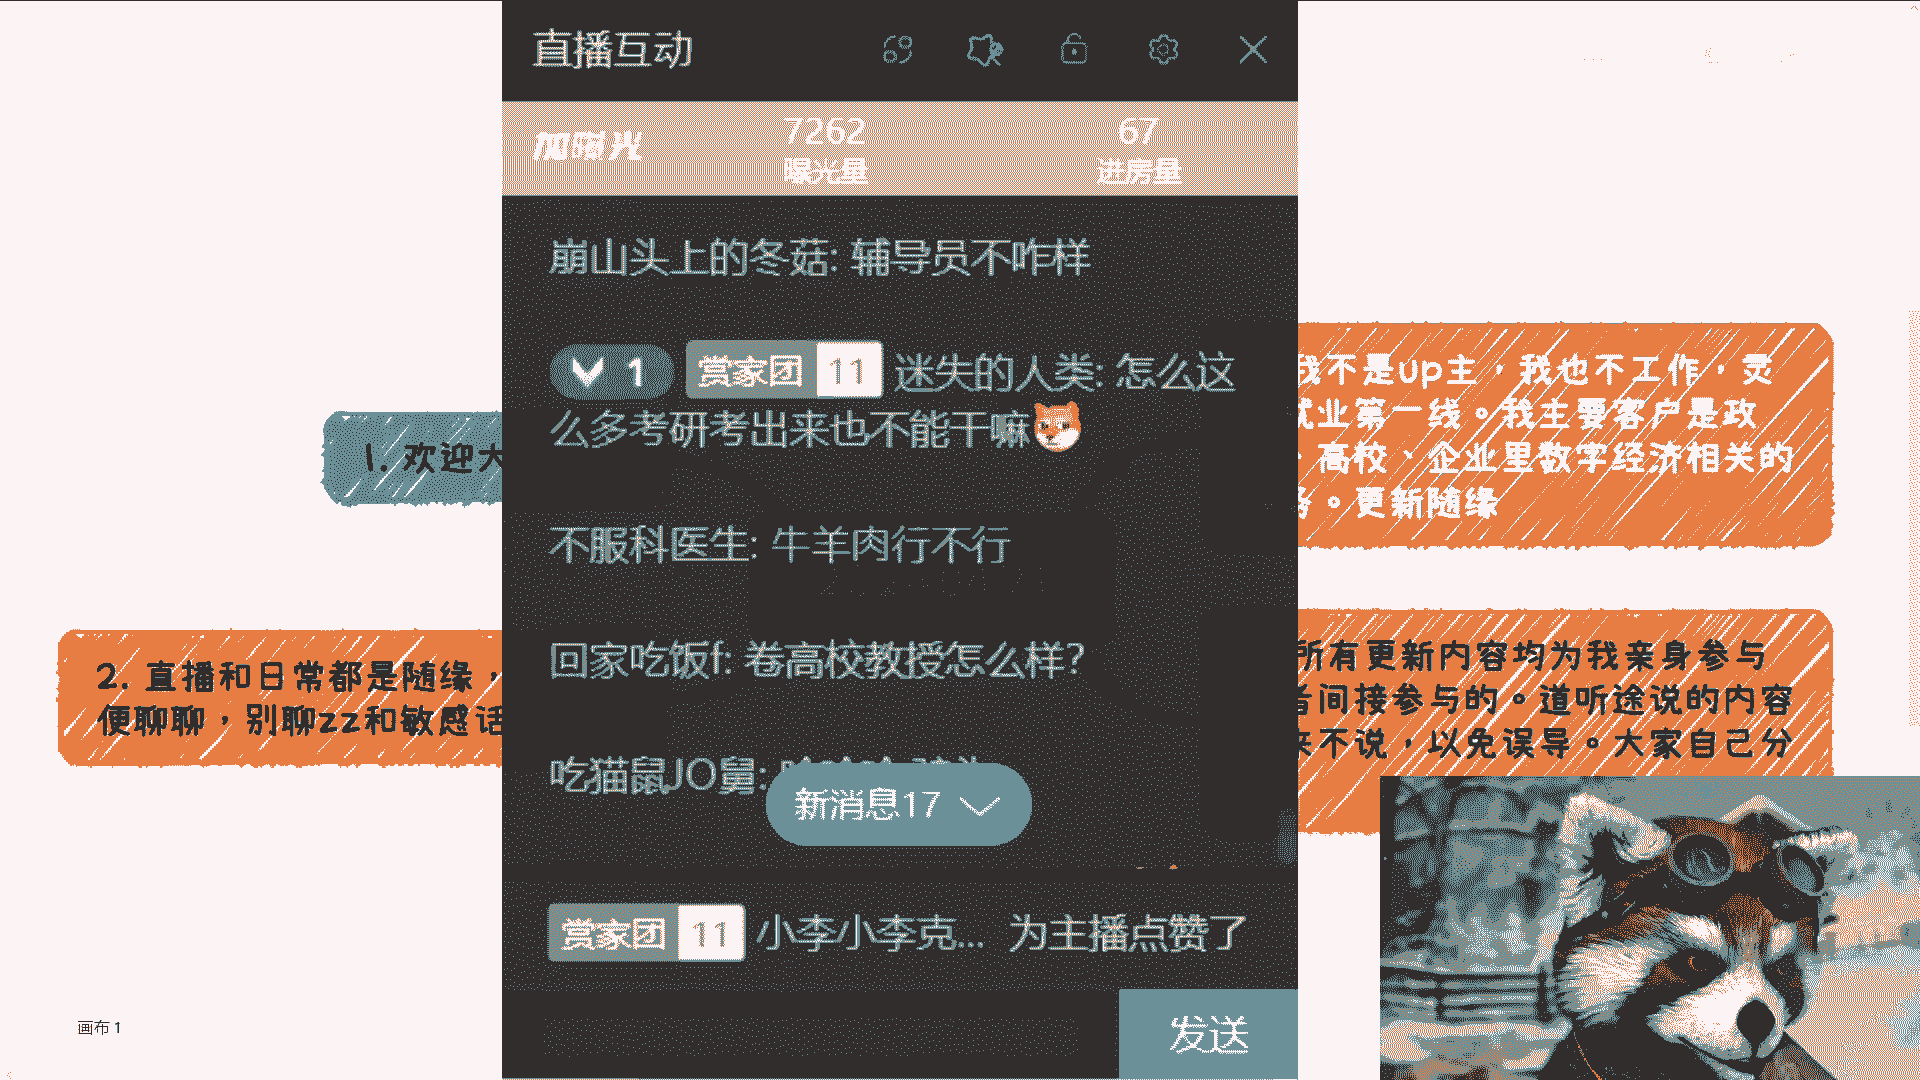 直播互动
加曝光
7262
曝光量
67
进房量
崩山头上的冬菇: 辅导员不咋样
1 赏家团 11 迷失的人类: 怎么这
么多考研考出来也不能干嘛
不服科医生: 牛羊肉行不行
回家吃饭f: 卷高校教授怎么样?
吃猫鼠JO舅:
新消息17
赏家团 11 小李小李克... 为主播点赞了
发送
1. 欢迎大
2. 直播和日常都是随缘，
便聊聊，别聊zz和敏感话
我不是up主，我也不工作，灵
就业第一线。我主要客户是政
、高校、企业里数字经济相关的
务。更新随缘
所有更新内容均为我亲身参与
者间接参与的。道听途说的内容
来不说，以免误导。大家自己分
画布 1